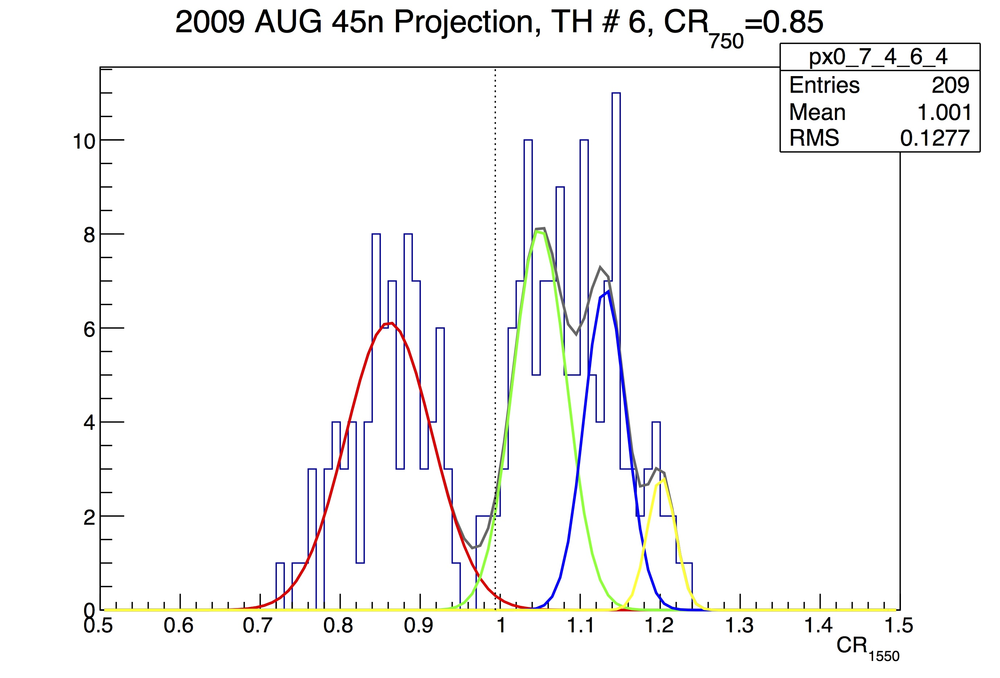 2009 AUG 45n Projection, TH # 6, CR750=0.85
px0_7_4_6_4
Entries 209
Mean 1.001
RMS 0.1277
10
8
6
4
2
0
0.5 0.6 0.7 0.8 0.9 1 1.1 1.2 1.3 1.4 1.5
CR1550